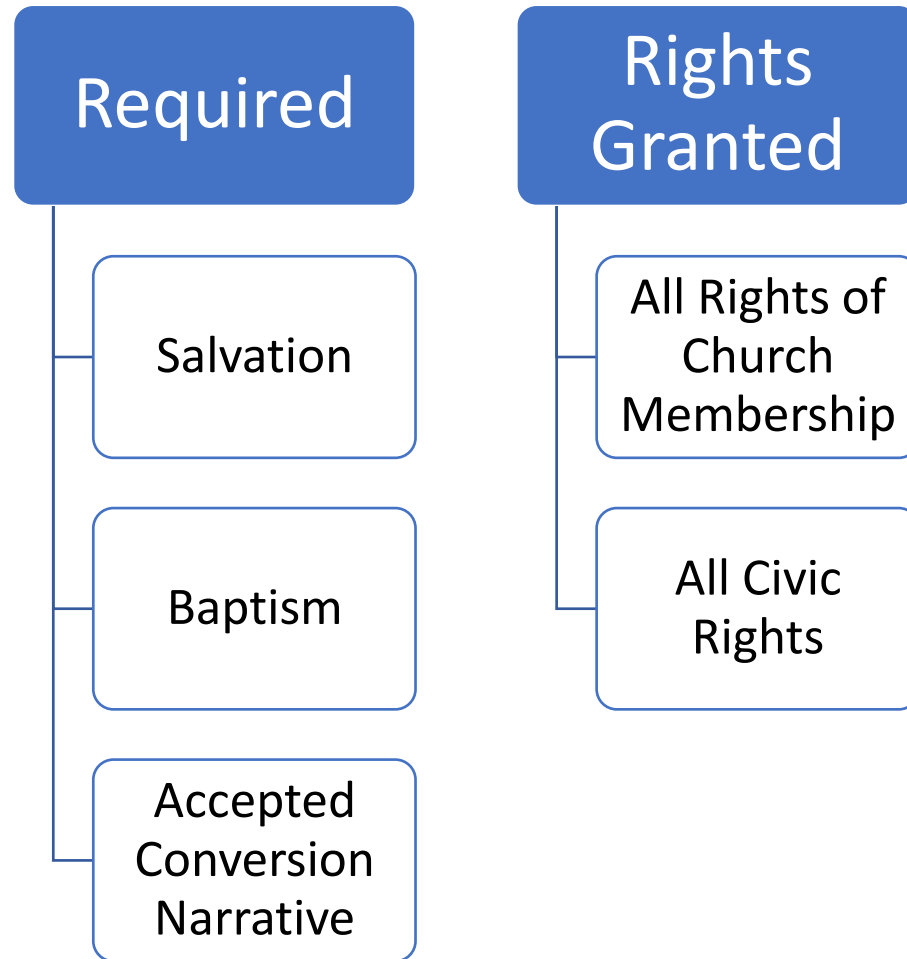 Required
Salvation
Baptism
Accepted
Conversion
Narrative
Rights
Granted
All Rights of
Church
Membership
All Civic
Rights